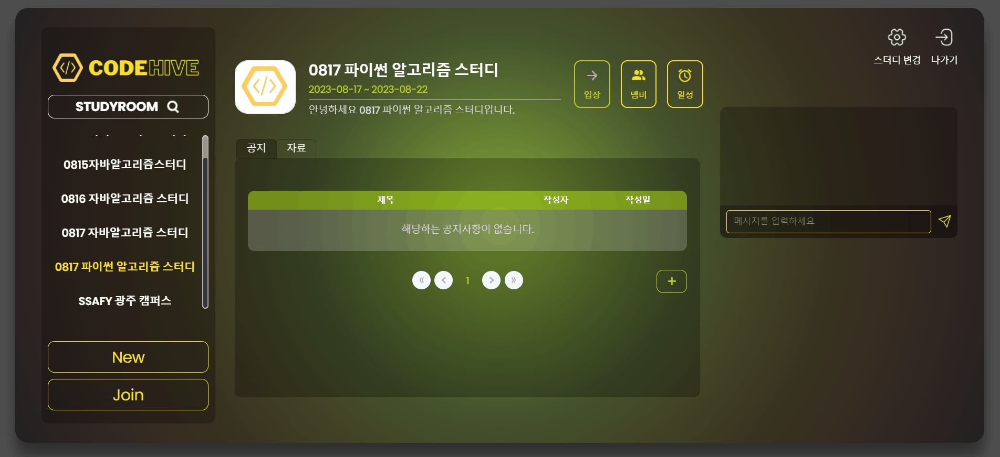 CODEHIVE
STUDYROOM
0815자바알고리즘스터디
0816 자바알고리즘 스터디
0817 자바알고리즘 스터디
0817 파이썬 알고리즘 스터디
SSAFY 광주 캠퍼스
New
Join
0817 파이썬 알고리즘 스터디
2023-08-17 ~ 2023-08-22
안녕하세요 0817 파이썬 알고리즘 스터디입니다.
입장 멤버 일정
스터디 변경 나가기
공지 자료
제목 작성자 작성일
해당하는 공지사항이 없습니다.
« < 1 > »
+
메시지를 입력하세요